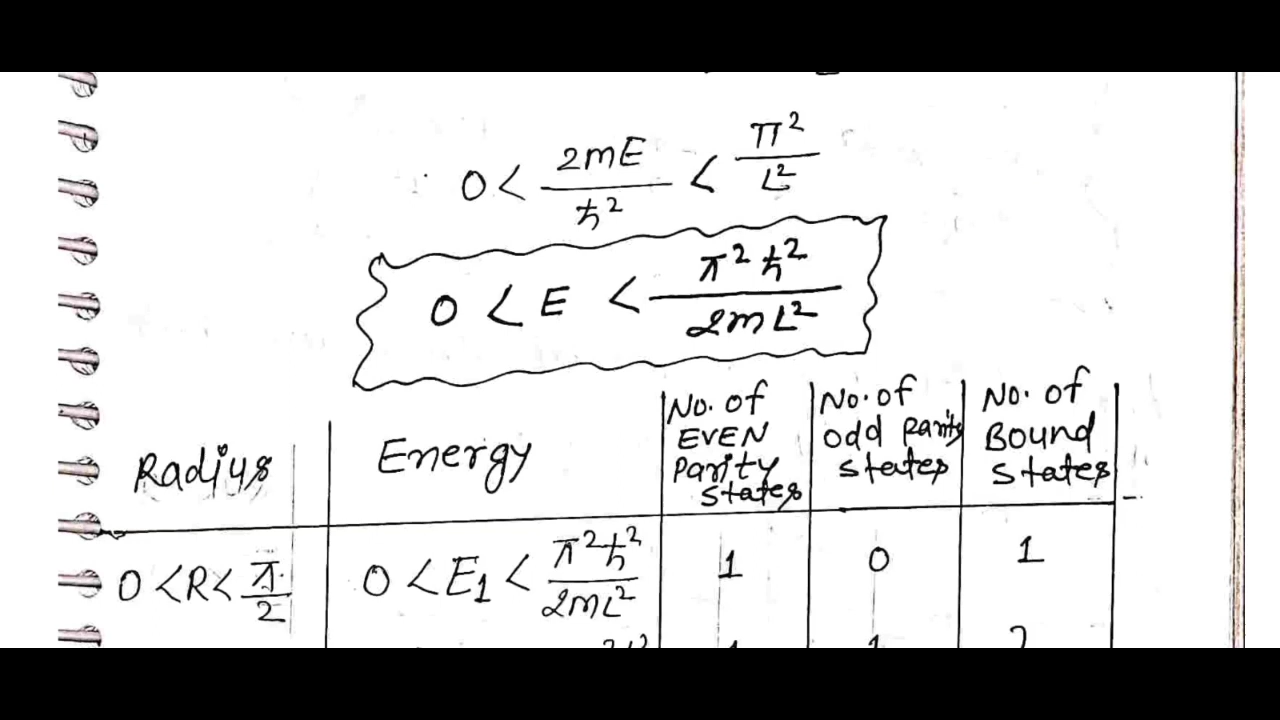 0 < 2mE/ħ² < π²/L²
0 < E < π²ħ²/2mL²
Radius | Energy | No. of EVEN Parity states | No. of odd parity states | No. of Bound states
0 < R < π/2 | 0 < E₁ < π²ħ²/2mL² | 1 | 0 | 1